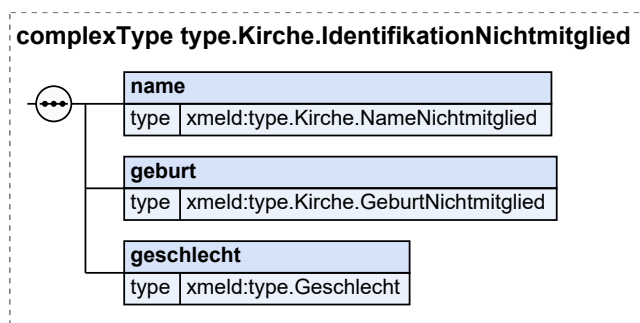 complexType type.Kirche.IdentifikationNichtmitglied
name
type xmeld:type.Kirche.NameNichtmitglied
geburt
type xmeld:type.Kirche.GeburtNichtmitglied
geschlecht
type xmeld:type.Geschlecht